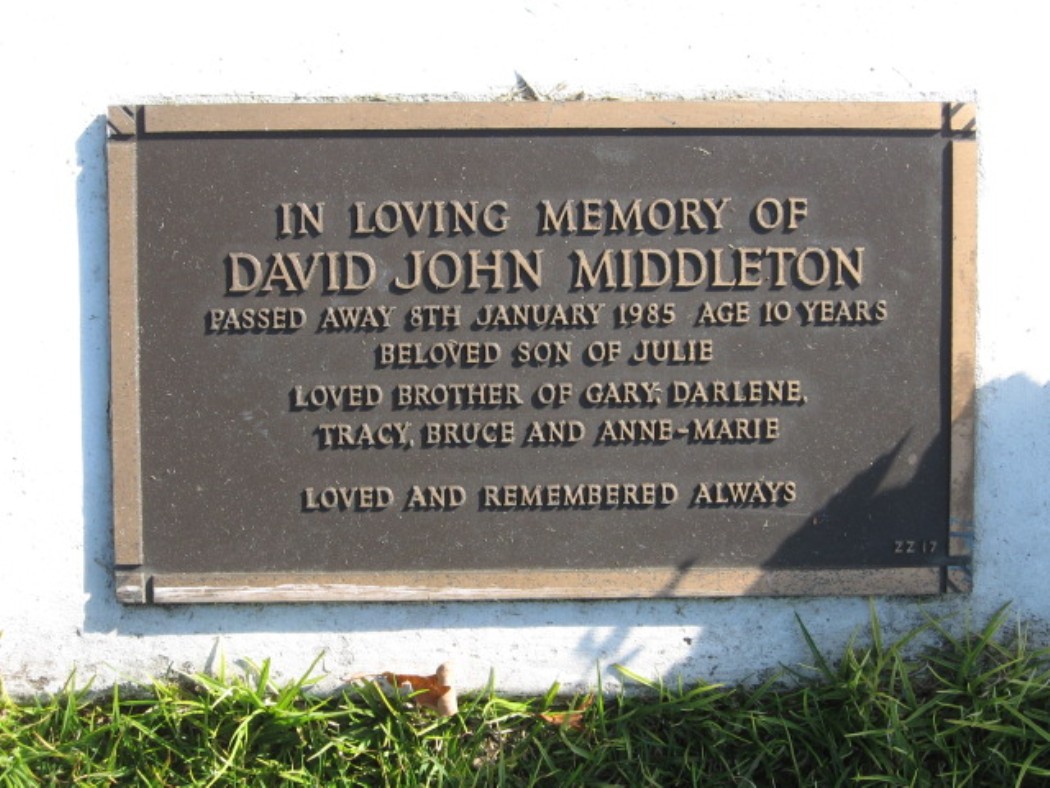 IN LOVING MEMORY OF
DAVID JOHN MIDDLETON
PASSED AWAY 8TH JANUARY 1985 AGE 10 YEARS
BELOVED SON OF JULIE
LOVED BROTHER OF GARY, DARLENE,
TRACY, BRUCE AND ANNE-MARIE
LOVED AND REMEMBERED ALWAYS
ZZ 17